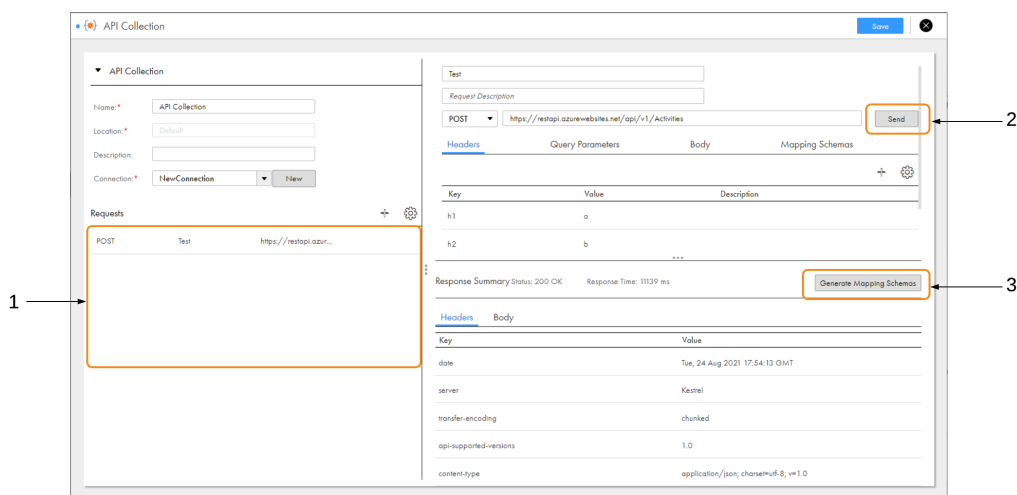 API Collection
Save
API Collection
Name:* API Collection
Location:* Default
Description:
Connection:* NewConnection New
Requests
POST Test https://restapi.azur...
1
Test
Request Description
POST https://restapi.azurewebsites.net/api/v1/Activities Send
2
Headers Query Parameters Body Mapping Schemas
Key Value Description
h1 a
h2 b
Response Summary Status: 200 OK Response Time: 11139 ms Generate Mapping Schemas
3
Headers Body
Key Value
date Tue, 24 Aug 2021 17:54:13 GMT
server Kestrel
transfer-encoding chunked
api-supported-versions 1.0
content-type application/json; charset=utf-8; v=1.0